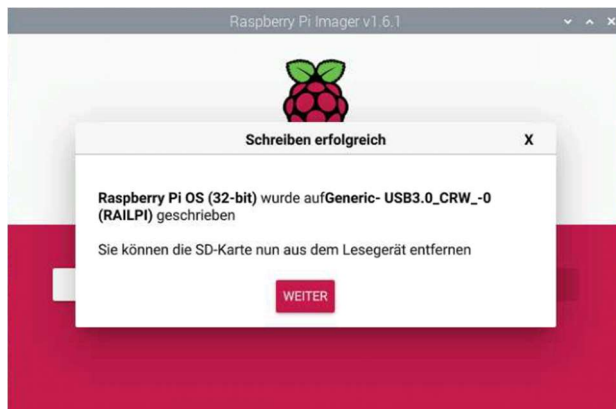 Raspberry Pi Imager v1.6.1
Schreiben erfolgreich
X
Raspberry Pi OS (32-bit) wurde aufGeneric- USB3.0_CRW_-0
(RAILPI) geschrieben
Sie können die SD-Karte nun aus dem Lesegerät entfernen
WEITER